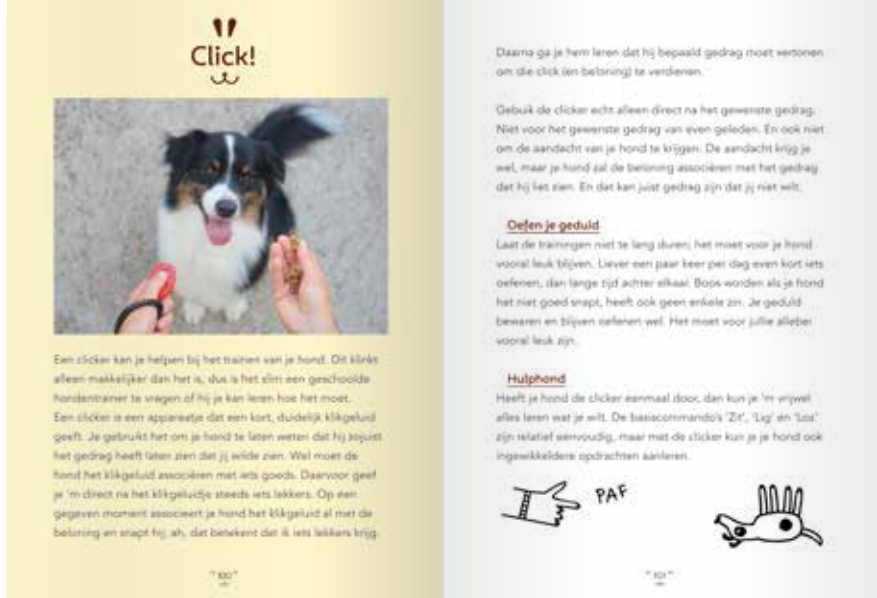 Click!
Een clicker kan je helpen bij het trainen van je hond. Dit klinkt
alleen makkelijker dan het is, dus is het slim een geschoolde
hondentrainer te vragen of hij je kan leren hoe het moet.
Een clicker is een apparaatje dat een kort, duidelijk klikgeluid
geeft. Je gebruikt het om je hond te laten weten dat hij zojuist
het gedrag heeft laten zien dat jij wilde zien. Wel moet de
hond het klikgeluid associëren met iets goeds. Daarvoor geef
je 'm direct na het klikgeluidje steeds iets lekkers. Op een
gegeven moment associeert je hond het klikgeluid al met de
beloning en snapt hij: ah, dat betekent dat ik iets lekkers krijg.
100
Daarna ga je hem leren dat hij bepaald gedrag moet vertonen
om die click (en beloning) te verdienen.
Gebuik de clicker echt alleen direct na het gewenste gedrag.
Niet voor het gewenste gedrag van even geleden. En ook niet
om de aandacht van je hond te krijgen. De aandacht krijg je
wel, maar je hond zal de beloning associëren met het gedrag
dat hij liet zien. En dat kan juist gedrag zijn dat jij niet wilt.
Oefen je geduld
Laat de trainingen niet te lang duren; het moet voor je hond
vooral leuk blijven. Liever een paar keer per dag even kort iets
oefenen, dan lange tijd achter elkaar. Boos worden als je hond
het niet goed snapt, heeft ook geen enkele zin. Je geduld
bewaren en blijven oefenen wel. Het moet voor jullie allebei
vooral leuk zijn.
Hulphond
Heeft je hond de clicker eenmaal door, dan kun je 'm vrijwel
alles leren wat je wilt. De basiscommando's 'Zit', 'Lig' en 'Los'
zijn relatief eenvoudig, maar met de clicker kun je je hond ook
ingewikkeldere opdrachten aanleren.
PAF
101